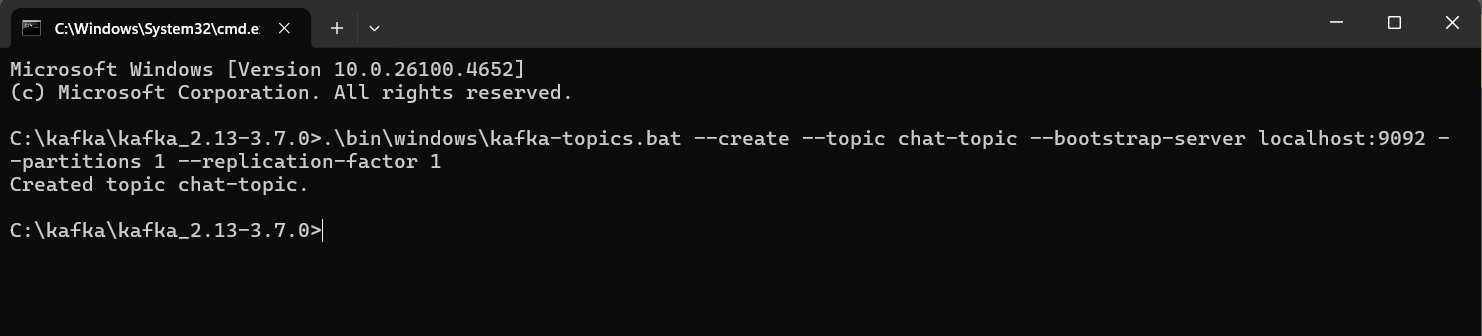 C:\Windows\System32\cmd.e
Microsoft Windows [Version 10.0.26100.4652]
(c) Microsoft Corporation. All rights reserved.
C:\kafka\kafka_2.13-3.7.0>.\bin\windows\kafka-topics.bat --create --topic chat-topic --bootstrap-server localhost:9092 -
-partitions 1 --replication-factor 1
Created topic chat-topic.
C:\kafka\kafka_2.13-3.7.0>